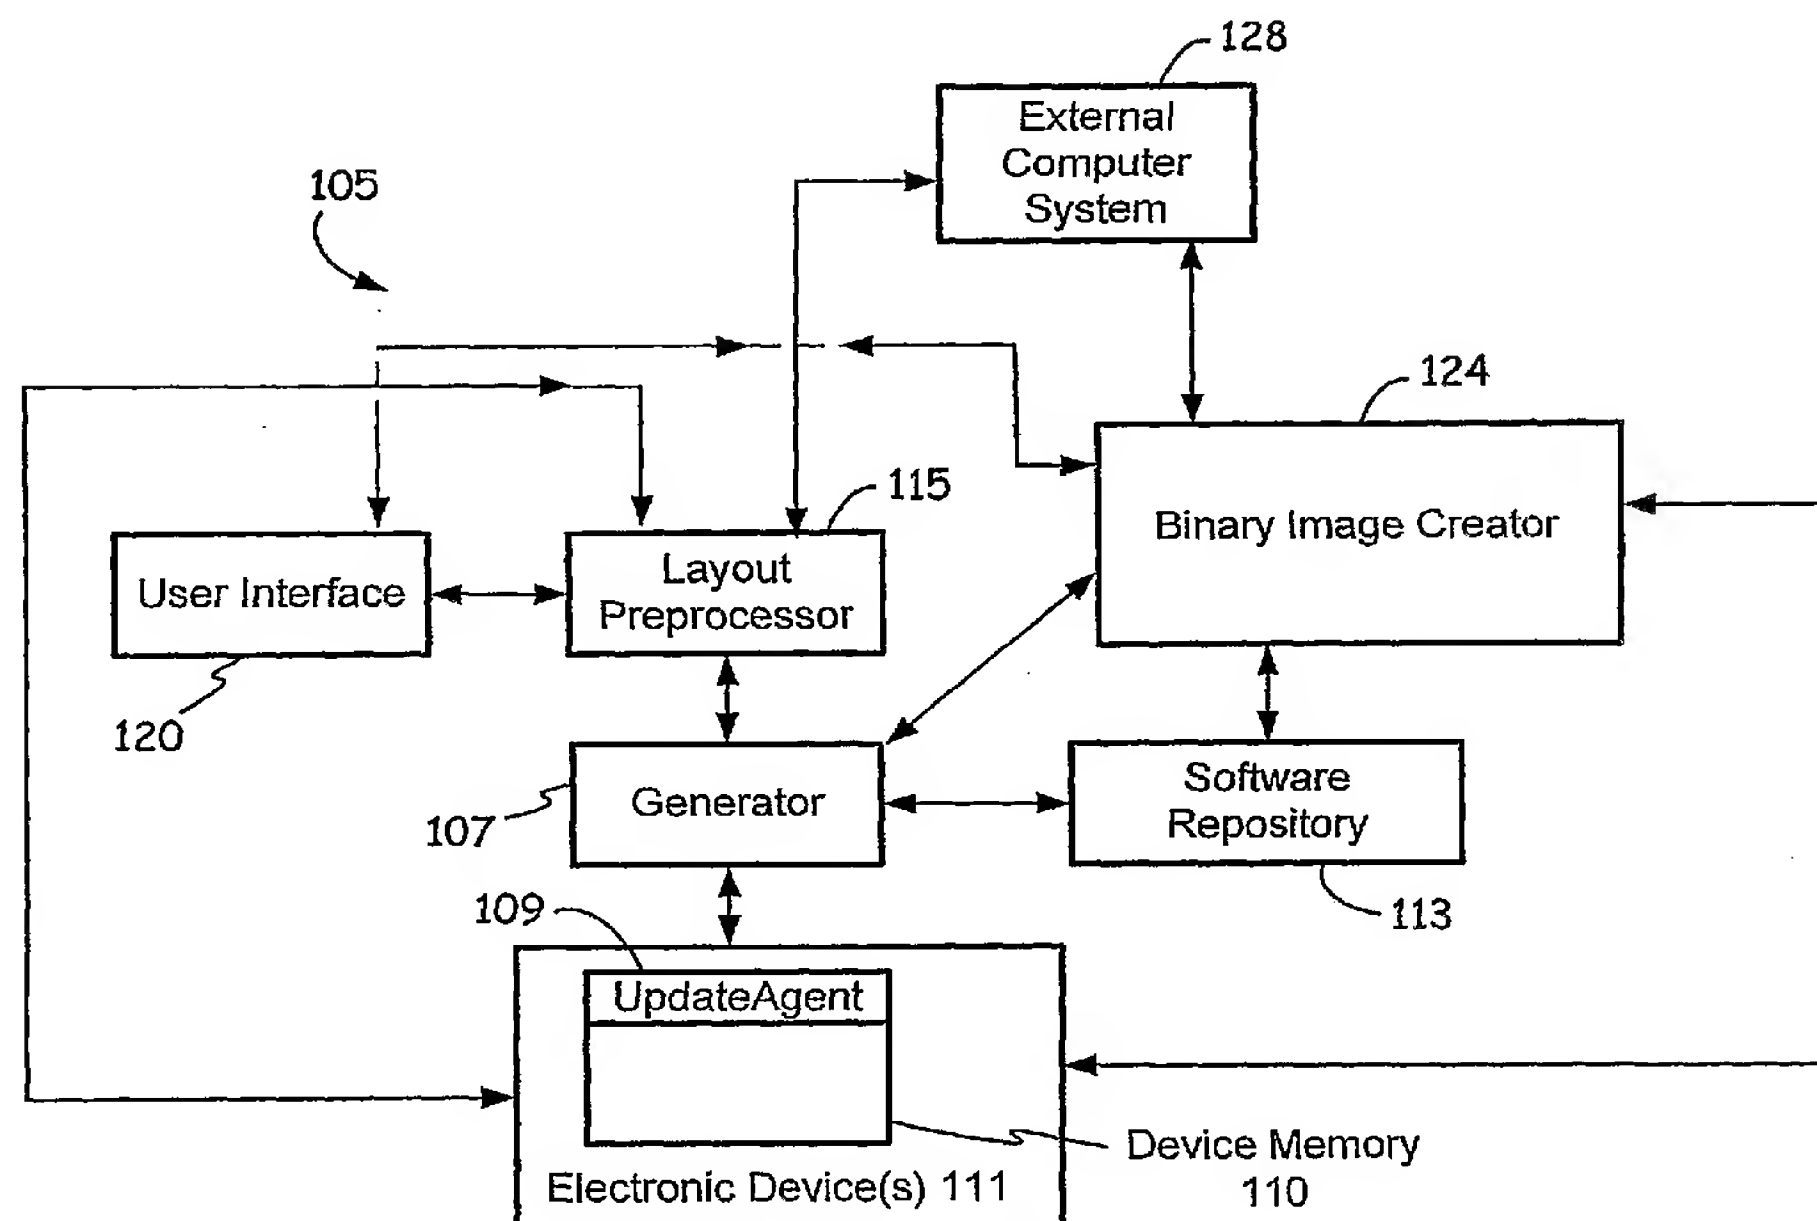 128
External
Computer
System
105
124
115
Binary Image Creator
User Interface
Layout
Preprocessor
120
Generator
Software
Repository
107
109
113
UpdateAgent
Device Memory
110
Electronic Device(s) 111